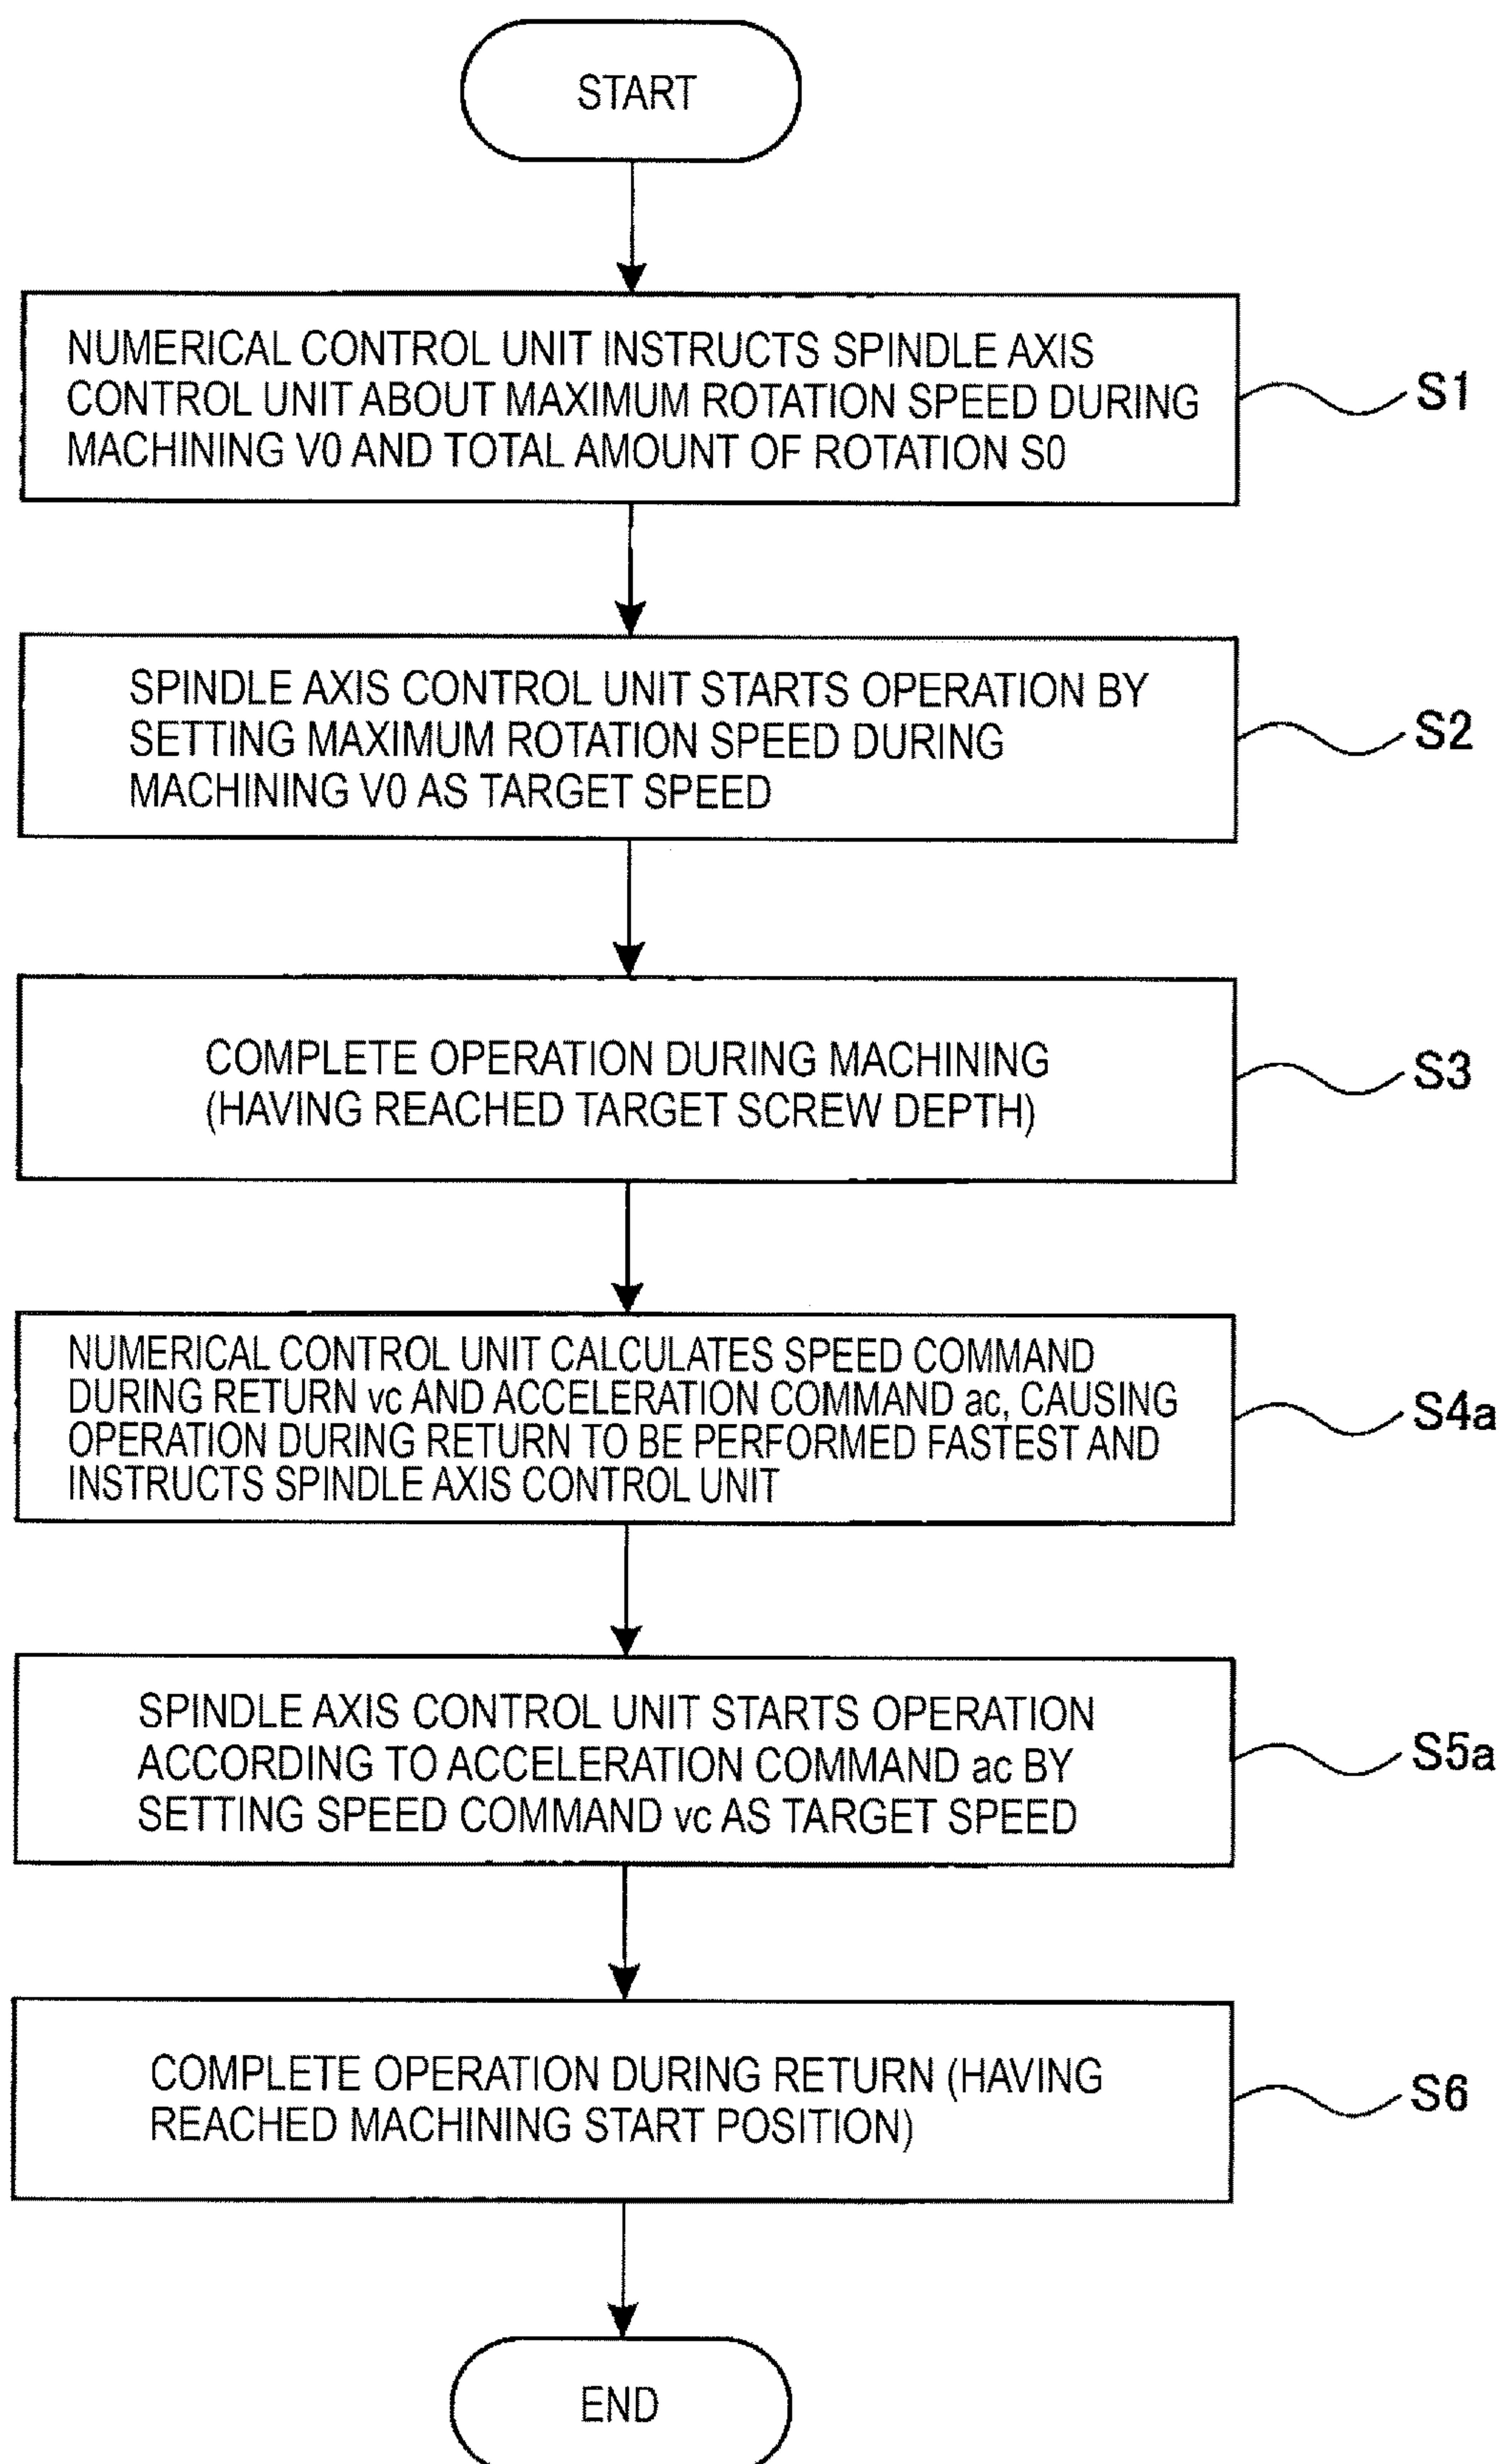 START
NUMERICAL CONTROL UNIT INSTRUCTS SPINDLE AXIS
CONTROL UNIT ABOUT MAXIMUM ROTATION SPEED DURING
MACHINING V0 AND TOTAL AMOUNT OF ROTATION S0
S1
SPINDLE AXIS CONTROL UNIT STARTS OPERATION BY
SETTING MAXIMUM ROTATION SPEED DURING
MACHINING V0 AS TARGET SPEED
S2
COMPLETE OPERATION DURING MACHINING
(HAVING REACHED TARGET SCREW DEPTH)
S3
NUMERICAL CONTROL UNIT CALCULATES SPEED COMMAND
DURING RETURN vc AND ACCELERATION COMMAND ac, CAUSING
OPERATION DURING RETURN TO BE PERFORMED FASTEST AND
INSTRUCTS SPINDLE AXIS CONTROL UNIT
S4a
SPINDLE AXIS CONTROL UNIT STARTS OPERATION
ACCORDING TO ACCELERATION COMMAND ac BY
SETTING SPEED COMMAND vc AS TARGET SPEED
S5a
COMPLETE OPERATION DURING RETURN (HAVING
REACHED MACHINING START POSITION)
S6
END